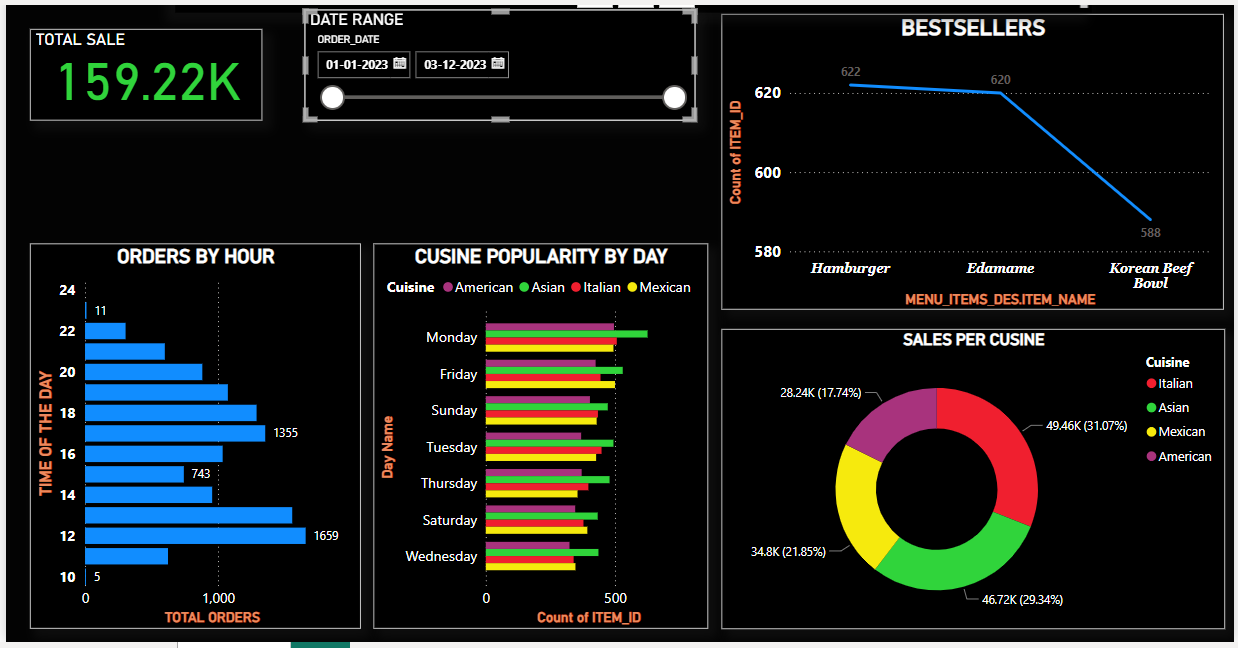 TOTAL SALE
159.22K
DATE RANGE
ORDER_DATE
01-01-2023
03-12-2023
BESTSELLERS
Count of ITEM_ID
620
600
580
622
620
588
Hamburger
Edamame
Korean Beef
Bowl
MENU_ITEMS_DES.ITEM_NAME
ORDERS BY HOUR
TIME OF THE DAY
24
11
22
20
18
1355
16
743
14
12
1659
10
5
0
1,000
TOTAL ORDERS
CUSINE POPULARITY BY DAY
Cuisine
American
Asian
Italian
Mexican
Day Name
Monday
Friday
Sunday
Tuesday
Thursday
Saturday
Wednesday
0
500
Count of ITEM_ID
SALES PER CUSINE
Cuisine
Italian
Asian
Mexican
American
28.24K (17.74%)
49.46K (31.07%)
34.8K (21.85%)
46.72K (29.34%)